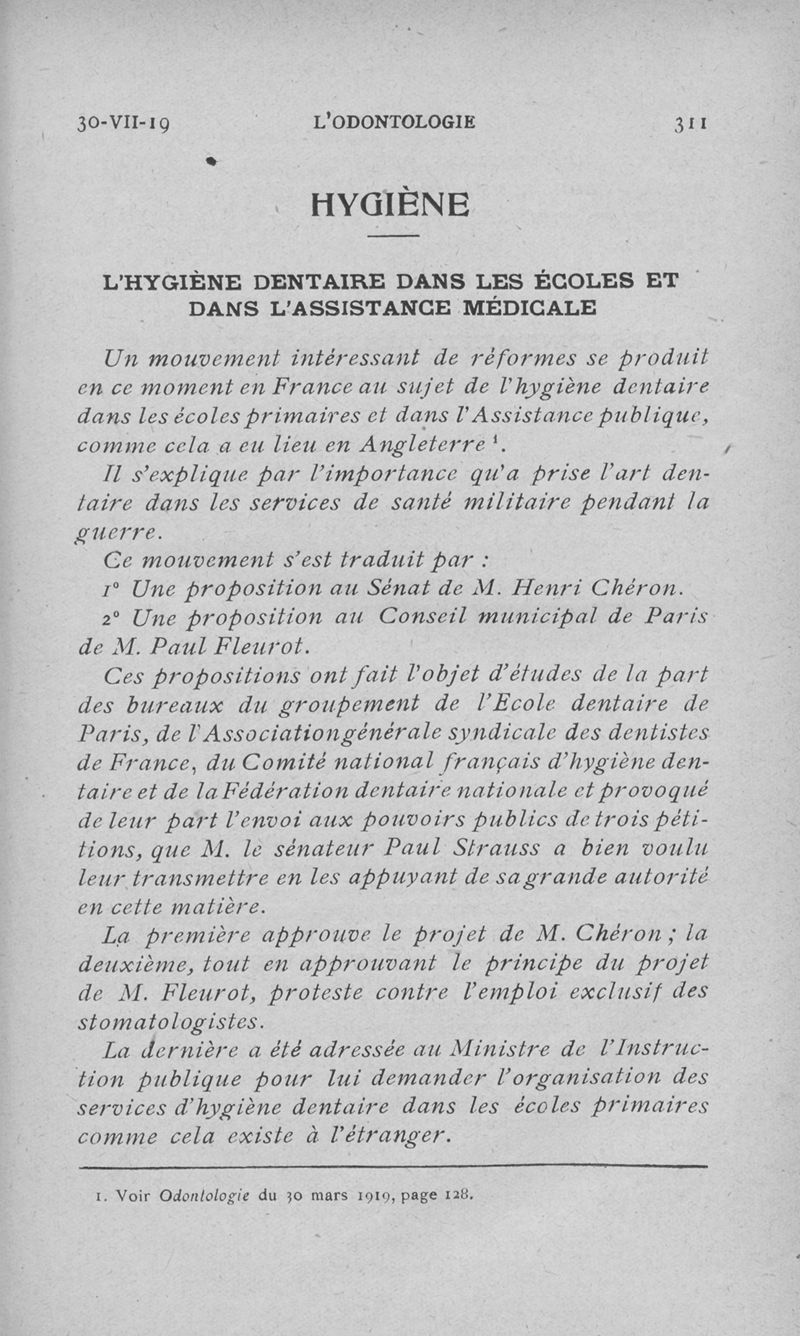 30-VII-19 L'ODONTOLOGIE 311
HYGIÈNE
L'HYGIÈNE DENTAIRE DANS LES ÉCOLES ET
DANS L'ASSISTANCE MÉDICALE
Un mouvement intéressant de réformes se produit
en ce moment en France au sujet de l'hygiène dentaire
dans les écoles primaires et dans l'Assistance publique,
comme cela a eu lieu en Angleterre ¹.
Il s'explique par l'importance qu'a prise l'art den-
taire dans les services de santé militaire pendant la
guerre.
Ce mouvement s'est traduit par :
1° Une proposition au Sénat de M. Henri Chéron.
2° Une proposition au Conseil municipal de Paris
de M. Paul Fleurot.
Ces propositions ont fait l'objet d'études de la part
des bureaux du groupement de l'Ecole dentaire de
Paris, de l'Association générale syndicale des dentistes
de France, du Comité national français d'hygiène den-
taire et de la Fédération dentaire nationale et provoqué
de leur part l'envoi aux pouvoirs publics de trois péti-
tions, que M. le sénateur Paul Strauss a bien voulu
leur transmettre en les appuyant de sa grande autorité
en cette matière.
La première approuve le projet de M. Chéron ; la
deuxième, tout en approuvant le principe du projet
de M. Fleurot, proteste contre l'emploi exclusif des
stomatologistes.
La dernière a été adressée au Ministre de l'Instruc-
tion publique pour lui demander l'organisation des
services d'hygiène dentaire dans les écoles primaires
comme cela existe à l'étranger.
1. Voir Odontologie du 30 mars 1919, page 128.